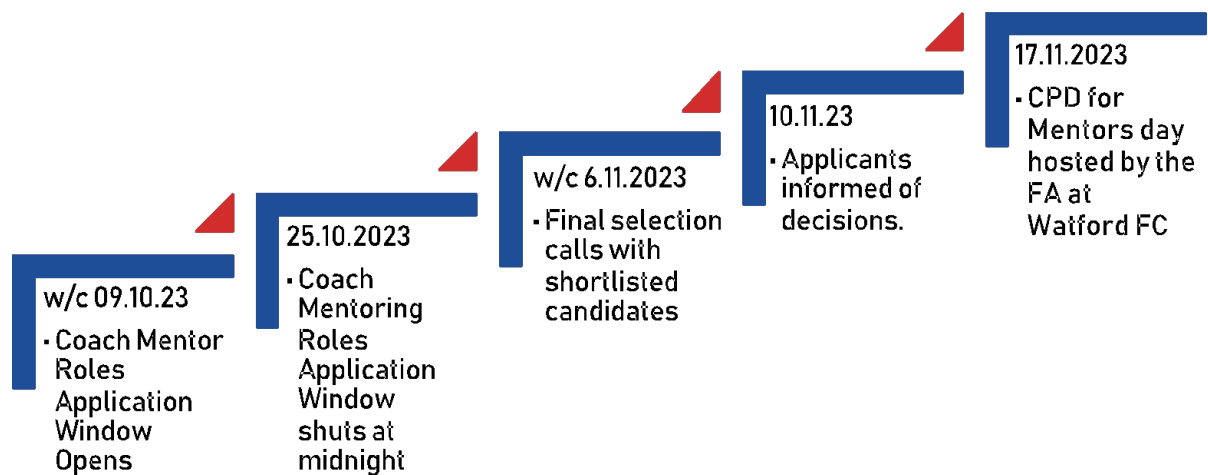 w/c 09.10.23
· Coach Mentor
Roles
Application
Window
Opens
25.10.2023
· Coach
Mentoring
Roles
Application
Window
shuts at
midnight
w/c 6.11.2023
· Final selection
calls with
shortlisted
candidates
10.11.23
· Applicants
informed of
decisions.
17.11.2023
· CPD for
Mentors day
hosted by the
FA at
Watford FC